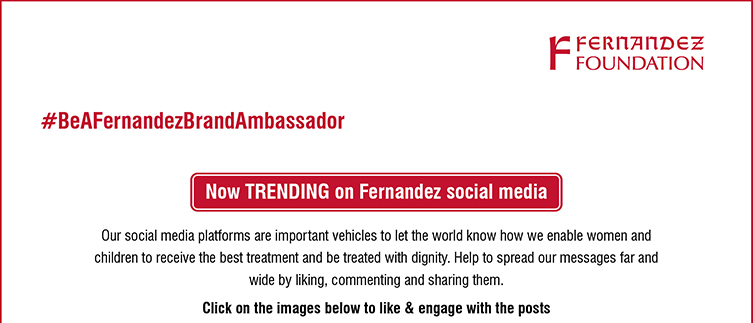 FERNANDEZ
FOUNDATION
#BeAFernandezBrandAmbassador
Now TRENDING on Fernandez social media
Our social media platforms are important vehicles to let the world know how we enable women and
children to receive the best treatment and be treated with dignity. Help to spread our messages far and
wide by liking, commenting and sharing them.
Click on the images below to like & engage with the posts